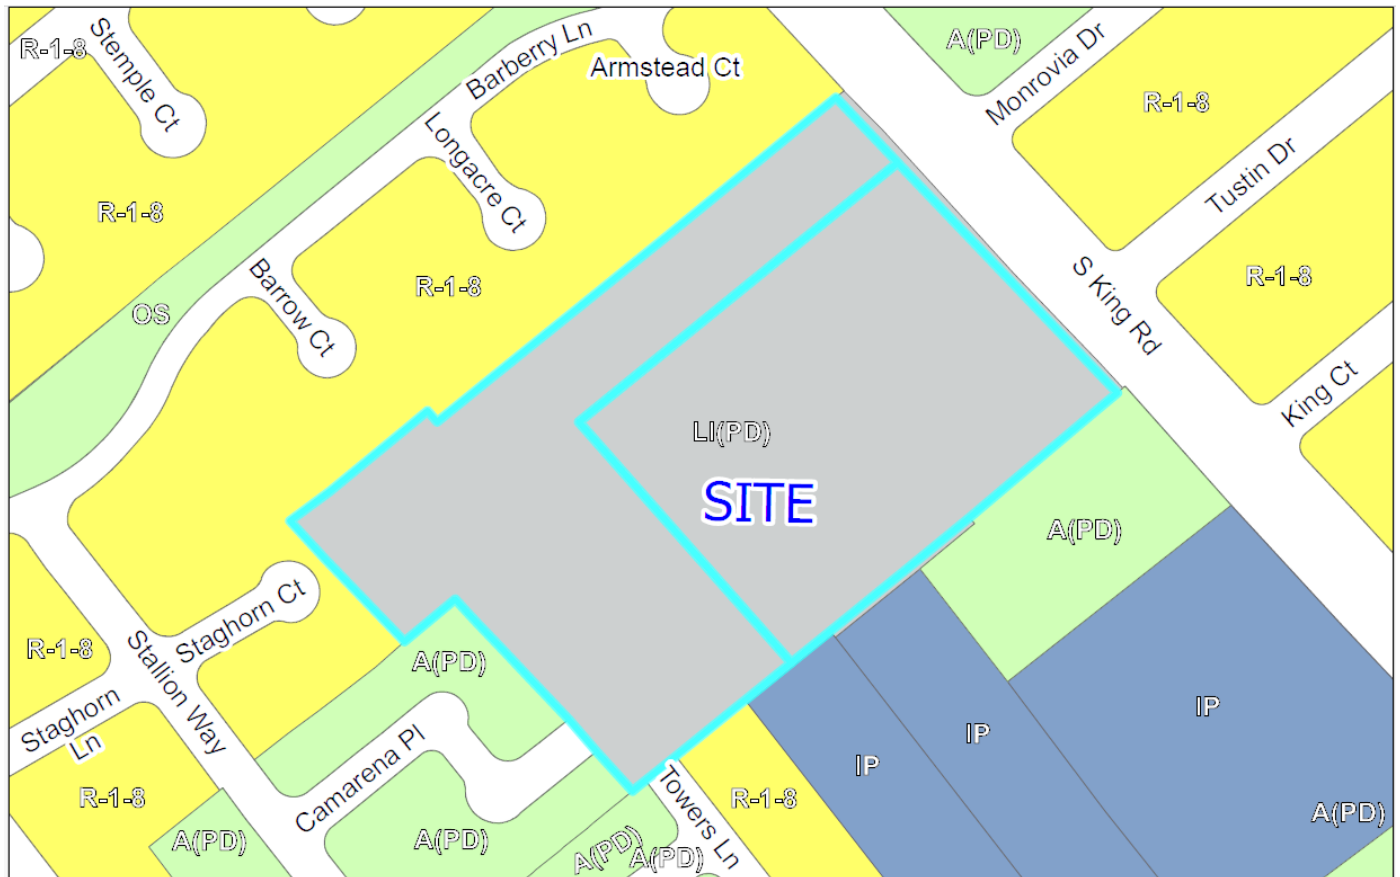 R-1-8
Stemple Ct
Barberry Ln
Armstead Ct
A(PD)
Monrovia Dr
R-1-8
Longacre Ct
Tustin Dr
R-1-8
Barrow Ct
R-1-8
OS
S King Rd
R-1-8
King Ct
LI(PD)
SITE
A(PD)
Staghorn Ct
R-1-8
Stallion Way
A(PD)
Staghorn
Ln
IP
IP
IP
Camarena Pl
Towers Ln
R-1-8
R-1-8
A(PD)
A(PD)
A(PD)
A(PD)
A(PD)